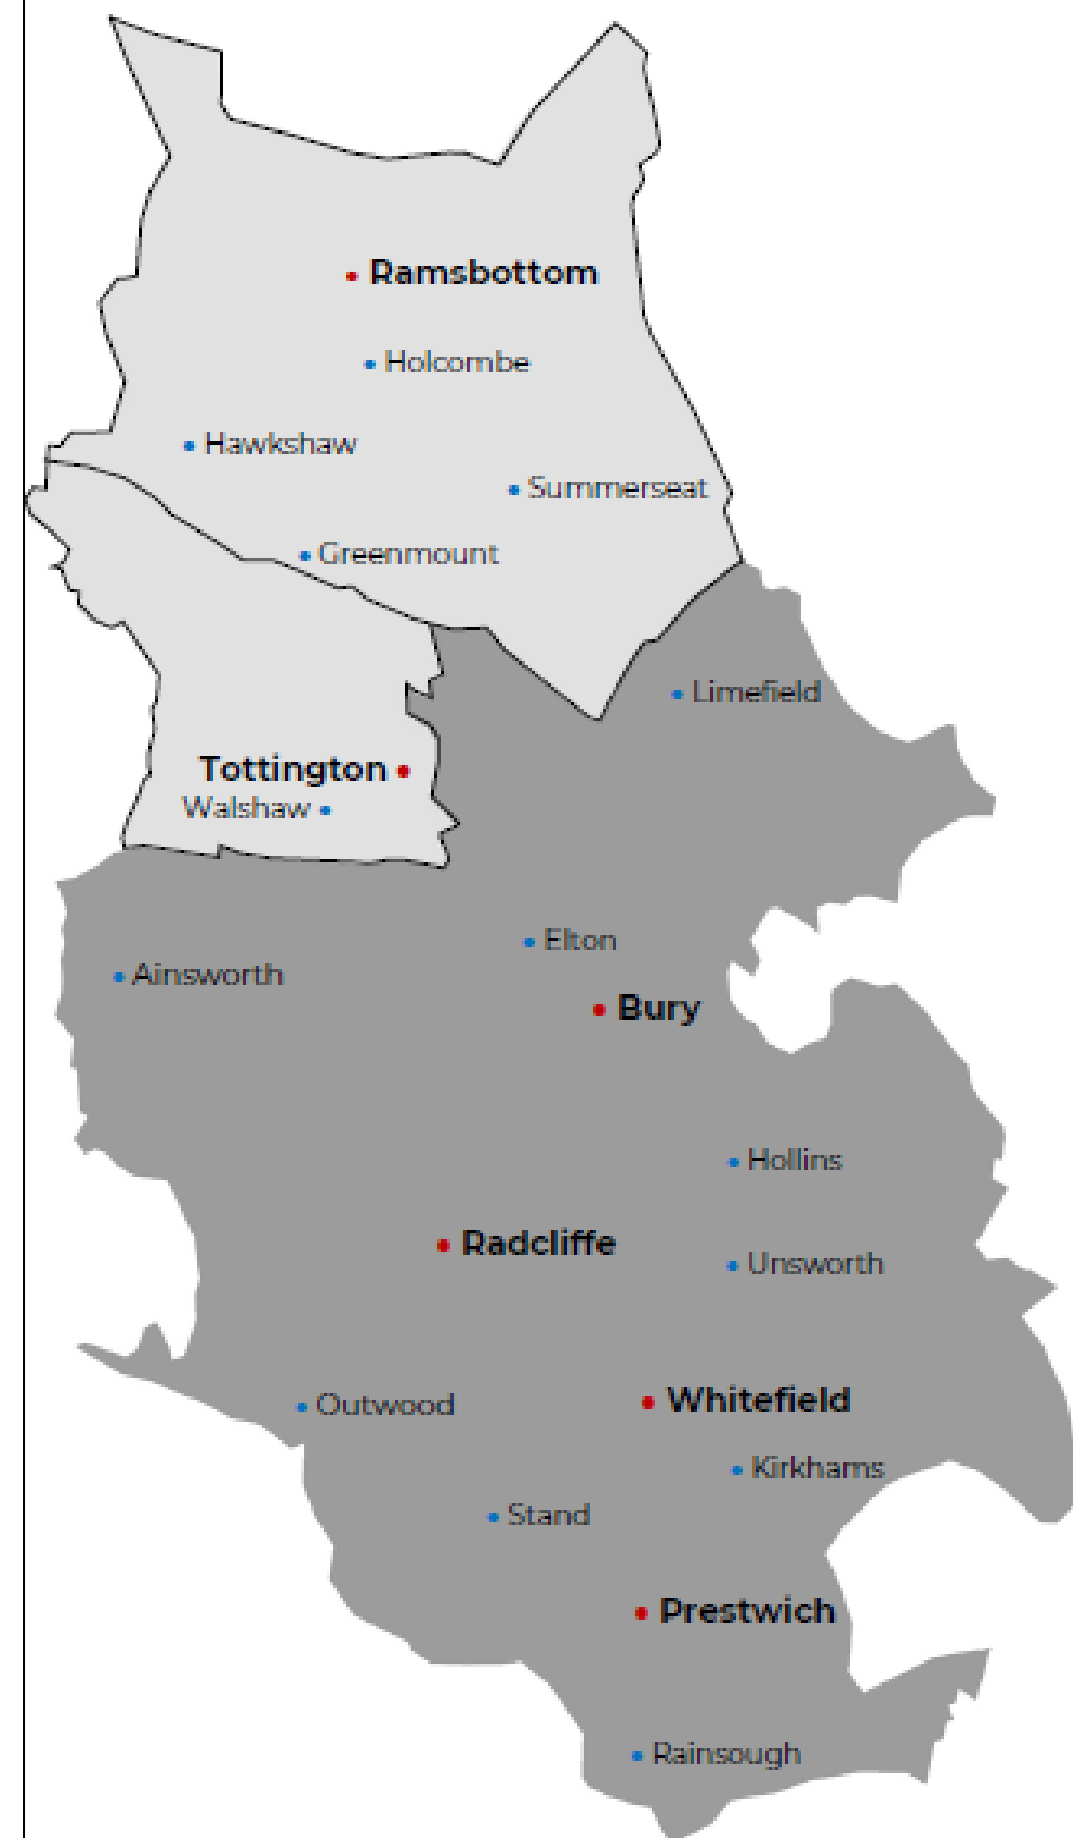 Ramsbottom
Holcombe
Hawkshaw
Summerseat
Greenmount
Limefield
Tottington
Walshaw
Elton
Ainsworth
Bury
Hollins
Radcliffe
Unsworth
Whitefield
Outwood
Kirkhams
Stand
Prestwich
Rainsough